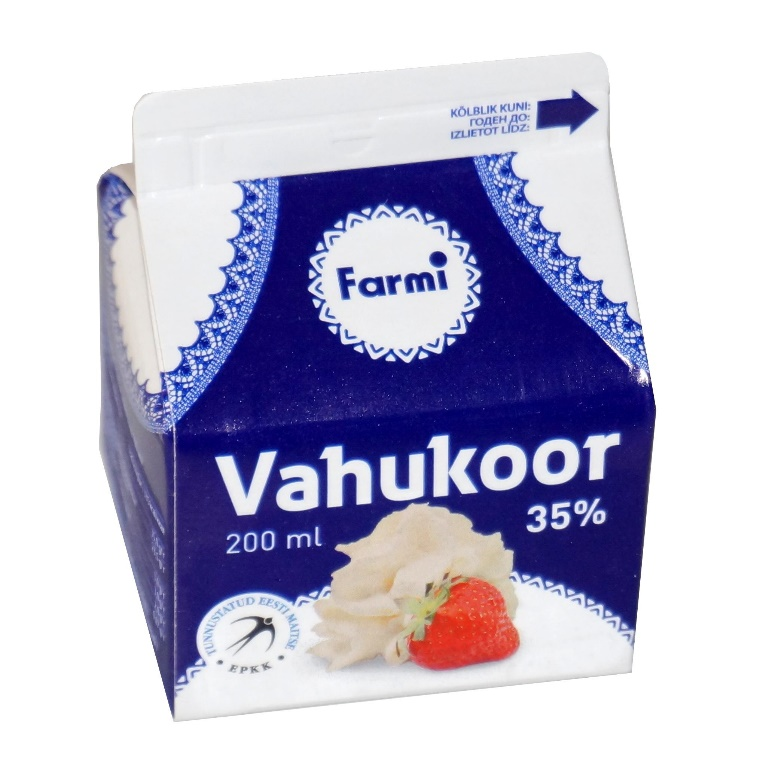 KÕLBLIK KUNI:
ГОДЕН ДО:
IZLIETOT LĪDZ:
Farmi
Vahukoor
35%
200 ml
TUNNUSTATUD EESTI MAITSE
• EPKK •